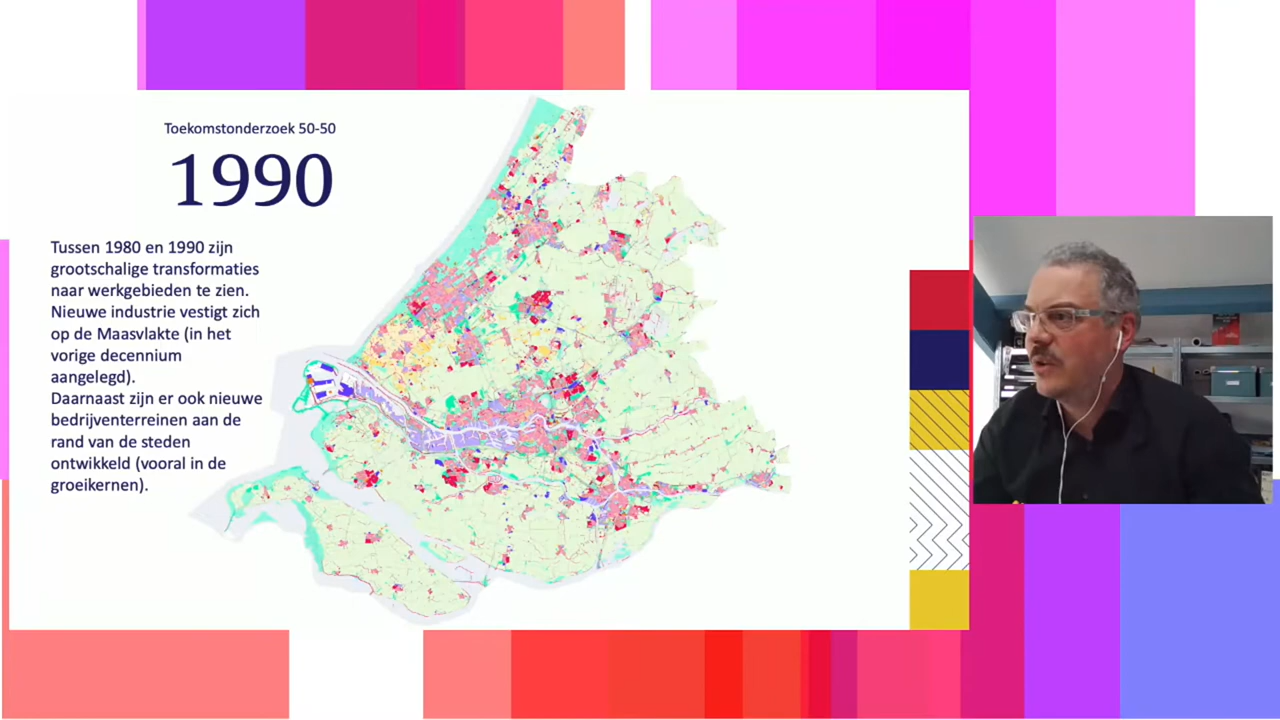 Toekomstonderzoek 50-50
1990
Tussen 1980 en 1990 zijn
grootschalige transformaties
naar werkgebieden te zien.
Nieuwe industrie vestigt zich
op de Maasvlakte (in het
vorige decennium
aangelegd).
Daarnaast zijn er ook nieuwe
bedrijventerreinen aan de
rand van de steden
ontwikkeld (vooral in de
groeikernen).